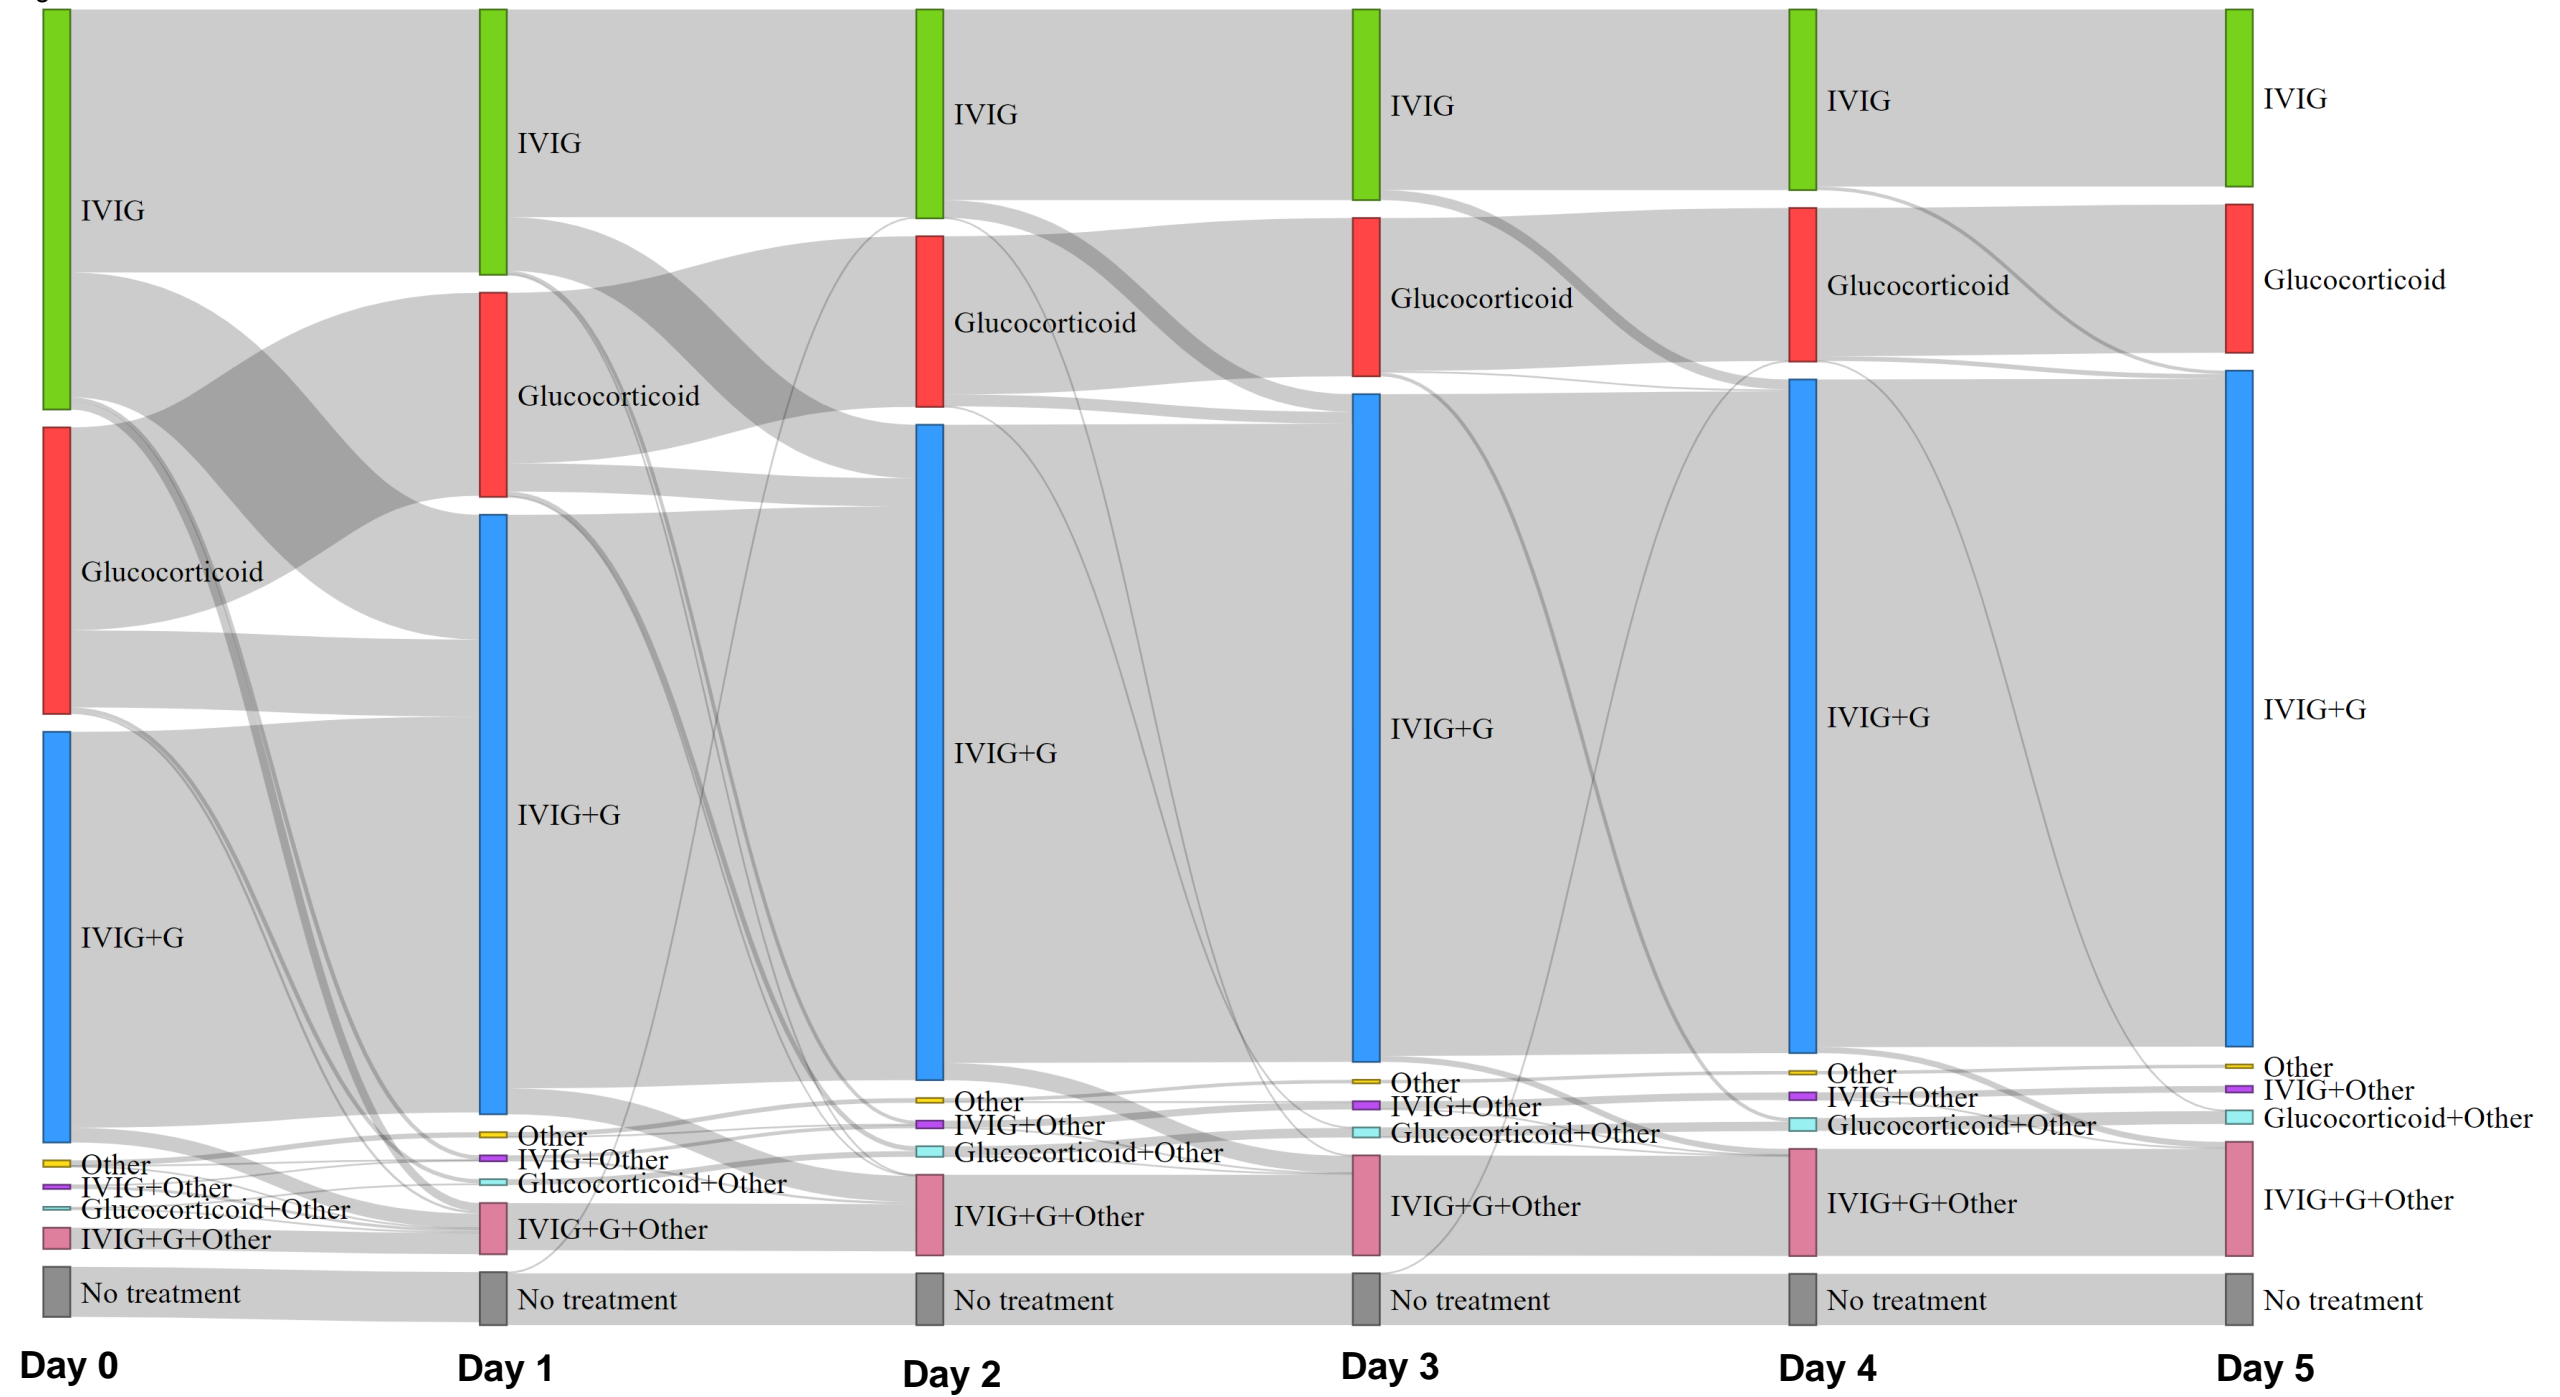 IVIG
Glucocorticoid
IVIG+G
Other
IVIG+Other
Glucocorticoid+Other
IVIG+G+Other
No treatment
IVIG
Glucocorticoid
IVIG+G
Other
IVIG+Other
Glucocorticoid+Other
IVIG+G+Other
No treatment
IVIG
Glucocorticoid
IVIG+G
Other
IVIG+Other
Glucocorticoid+Other
IVIG+G+Other
No treatment
IVIG
Glucocorticoid
IVIG+G
Other
IVIG+Other
Glucocorticoid+Other
IVIG+G+Other
No treatment
IVIG
Glucocorticoid
IVIG+G
Other
IVIG+Other
Glucocorticoid+Other
IVIG+G+Other
No treatment
IVIG
Glucocorticoid
IVIG+G
Other
IVIG+Other
Glucocorticoid+Other
IVIG+G+Other
No treatment
Day 0
Day 1
Day 2
Day 3
Day 4
Day 5